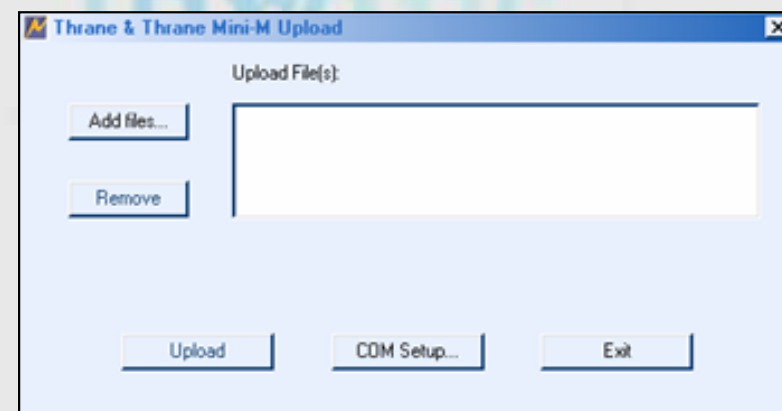 Thrane & Thrane Mini-M Upload
Upload File(s):
Add files...
Remove
Upload
COM Setup...
Exit